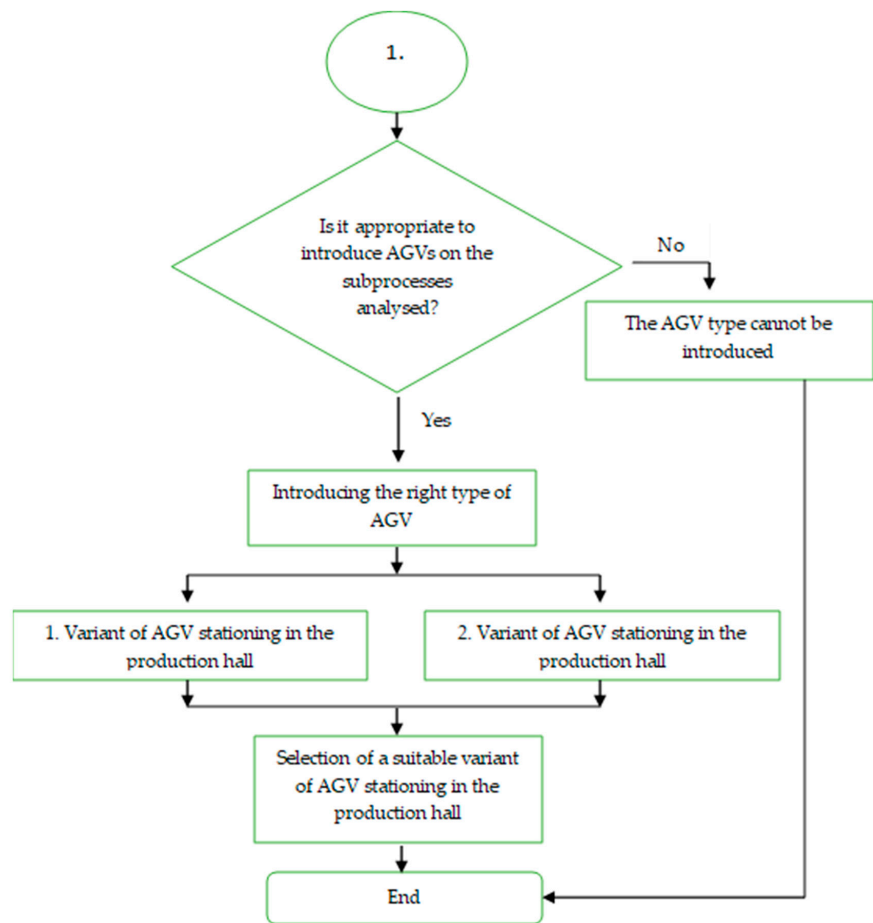 1.
Is it appropriate to
introduce AGVs on the
subprocesses
analysed?
No
The AGV type cannot be
introduced
Yes
Introducing the right type of
AGV
1. Variant of AGV stationing in the
production hall
2. Variant of AGV stationing in the
production hall
Selection of a suitable variant
of AGV stationing in the
production hall
End